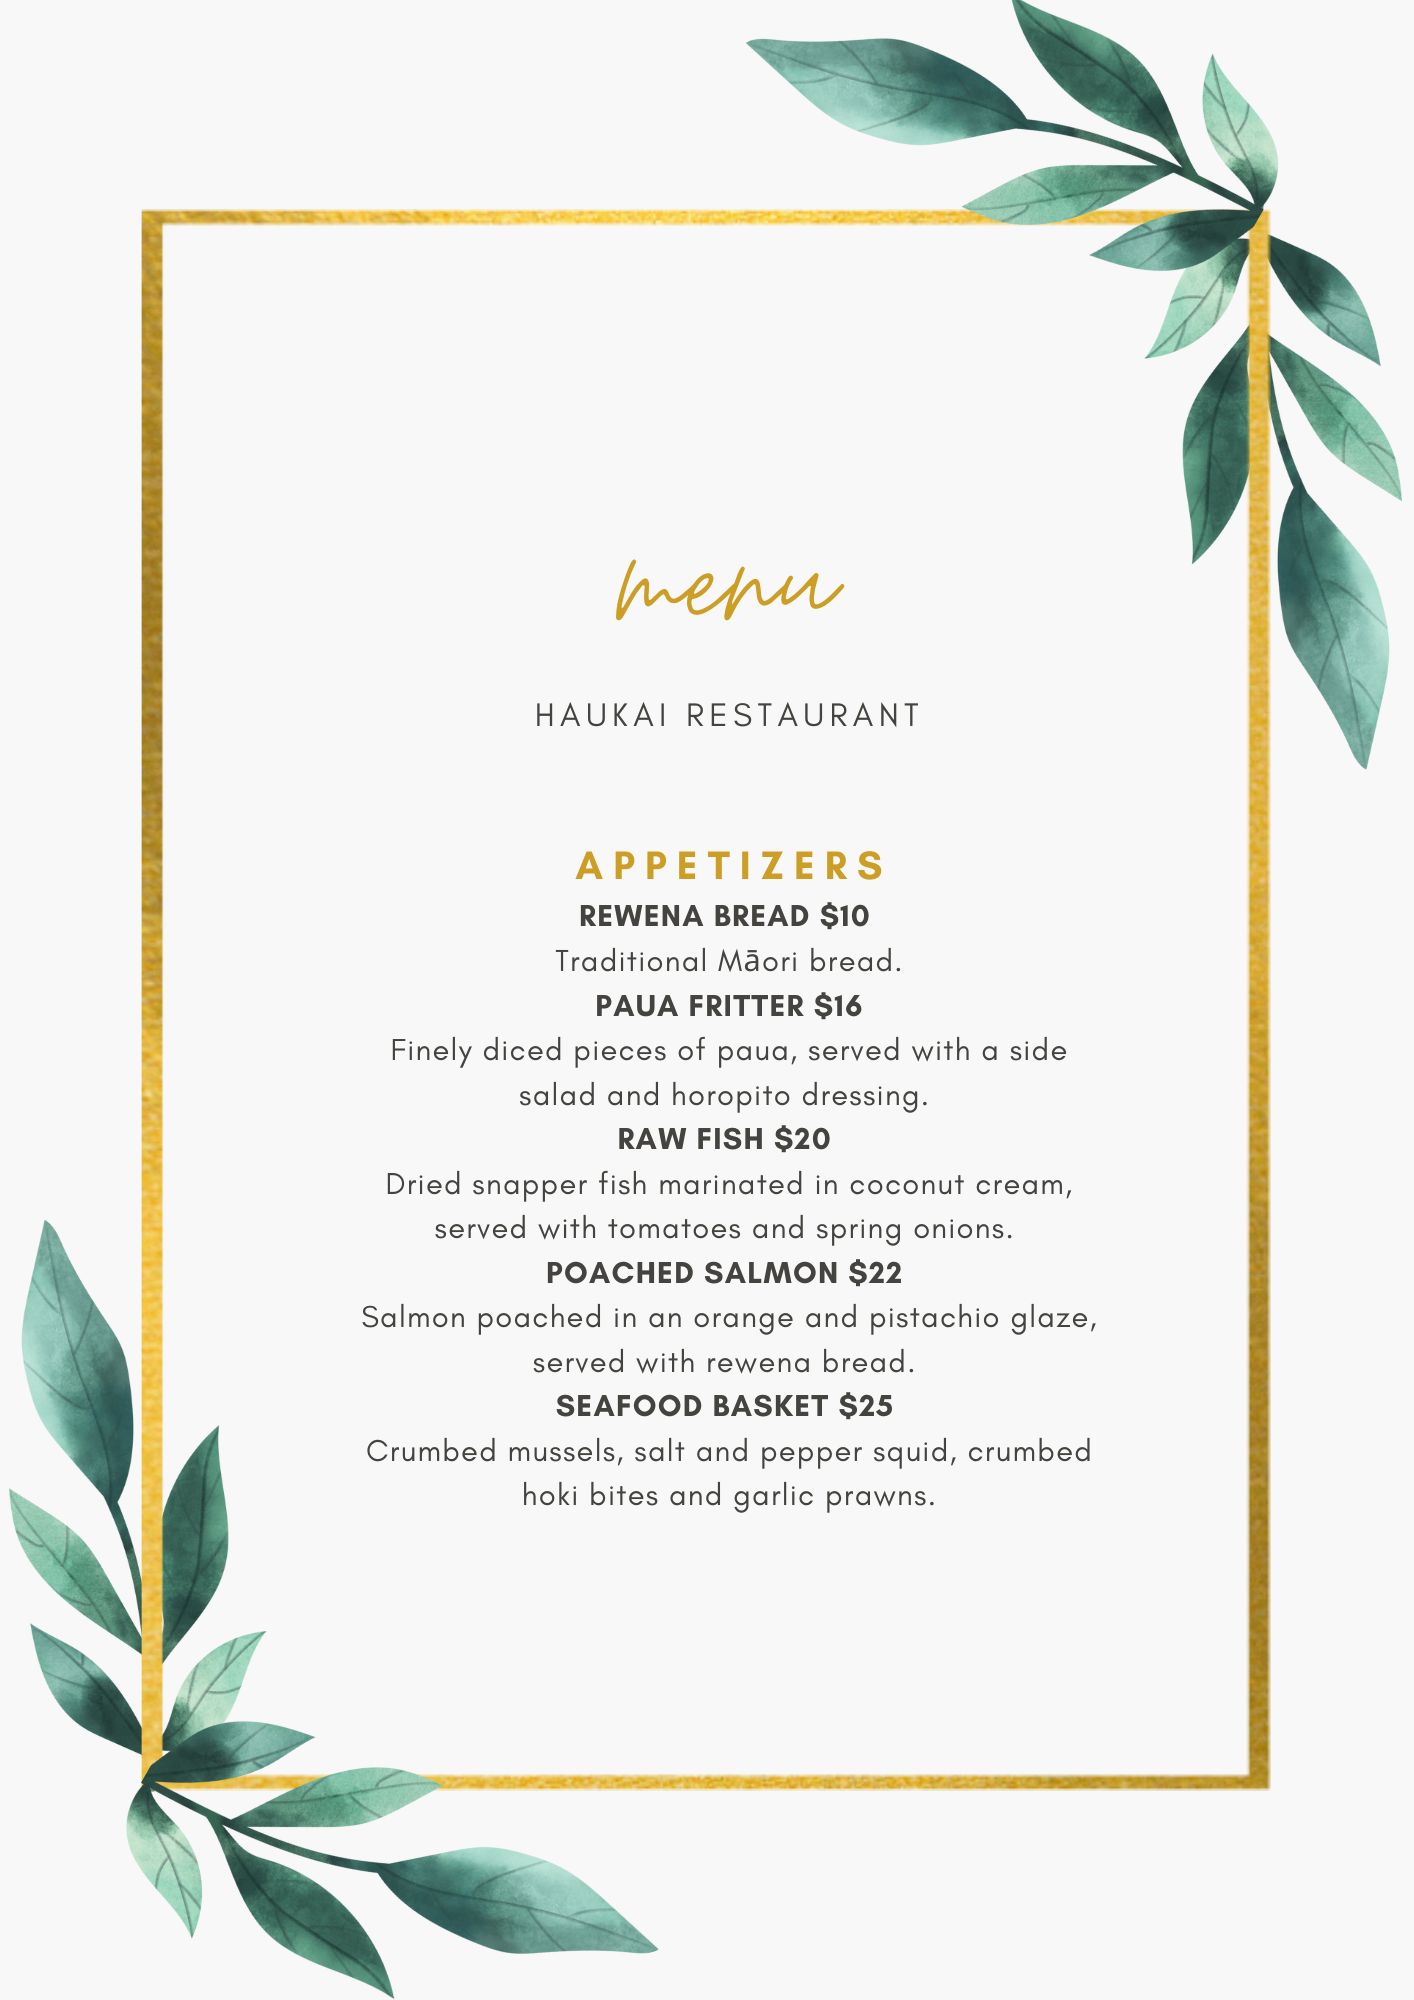 menu
HAUKAI RESTAURANT
APPETIZERS
REWENA BREAD $10
Traditional Māori bread.
PAUA FRITTER $16
Finely diced pieces of paua, served with a side
salad and horopito dressing.
RAW FISH $20
Dried snapper fish marinated in coconut cream,
served with tomatoes and spring onions.
POACHED SALMON $22
Salmon poached in an orange and pistachio glaze,
served with rewena bread.
SEAFOOD BASKET $25
Crumbed mussels, salt and pepper squid, crumbed
hoki bites and garlic prawns.